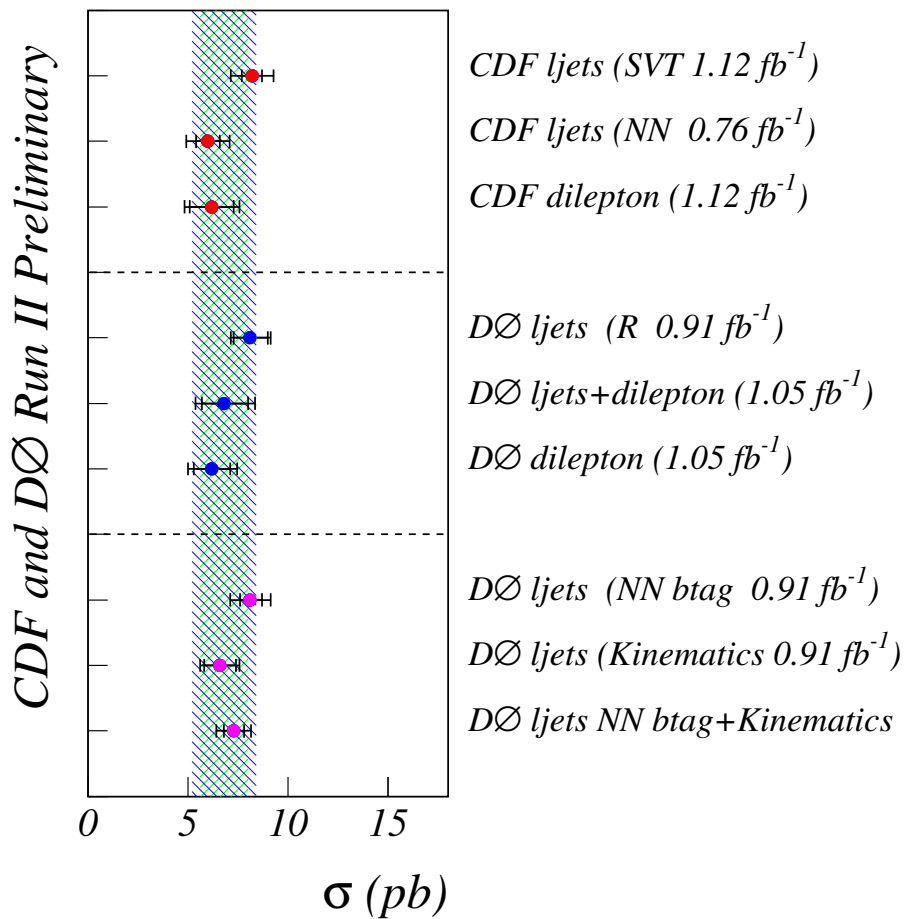 CDF and DØ Run II Preliminary
CDF ljets (SVT 1.12 fb⁻¹)
CDF ljets (NN 0.76 fb⁻¹)
CDF dilepton (1.12 fb⁻¹)
DØ ljets (R 0.91 fb⁻¹)
DØ ljets+dilepton (1.05 fb⁻¹)
DØ dilepton (1.05 fb⁻¹)
DØ ljets (NN btag 0.91 fb⁻¹)
DØ ljets (Kinematics 0.91 fb⁻¹)
DØ ljets NN btag+Kinematics
0 5 10 15
σ (pb)